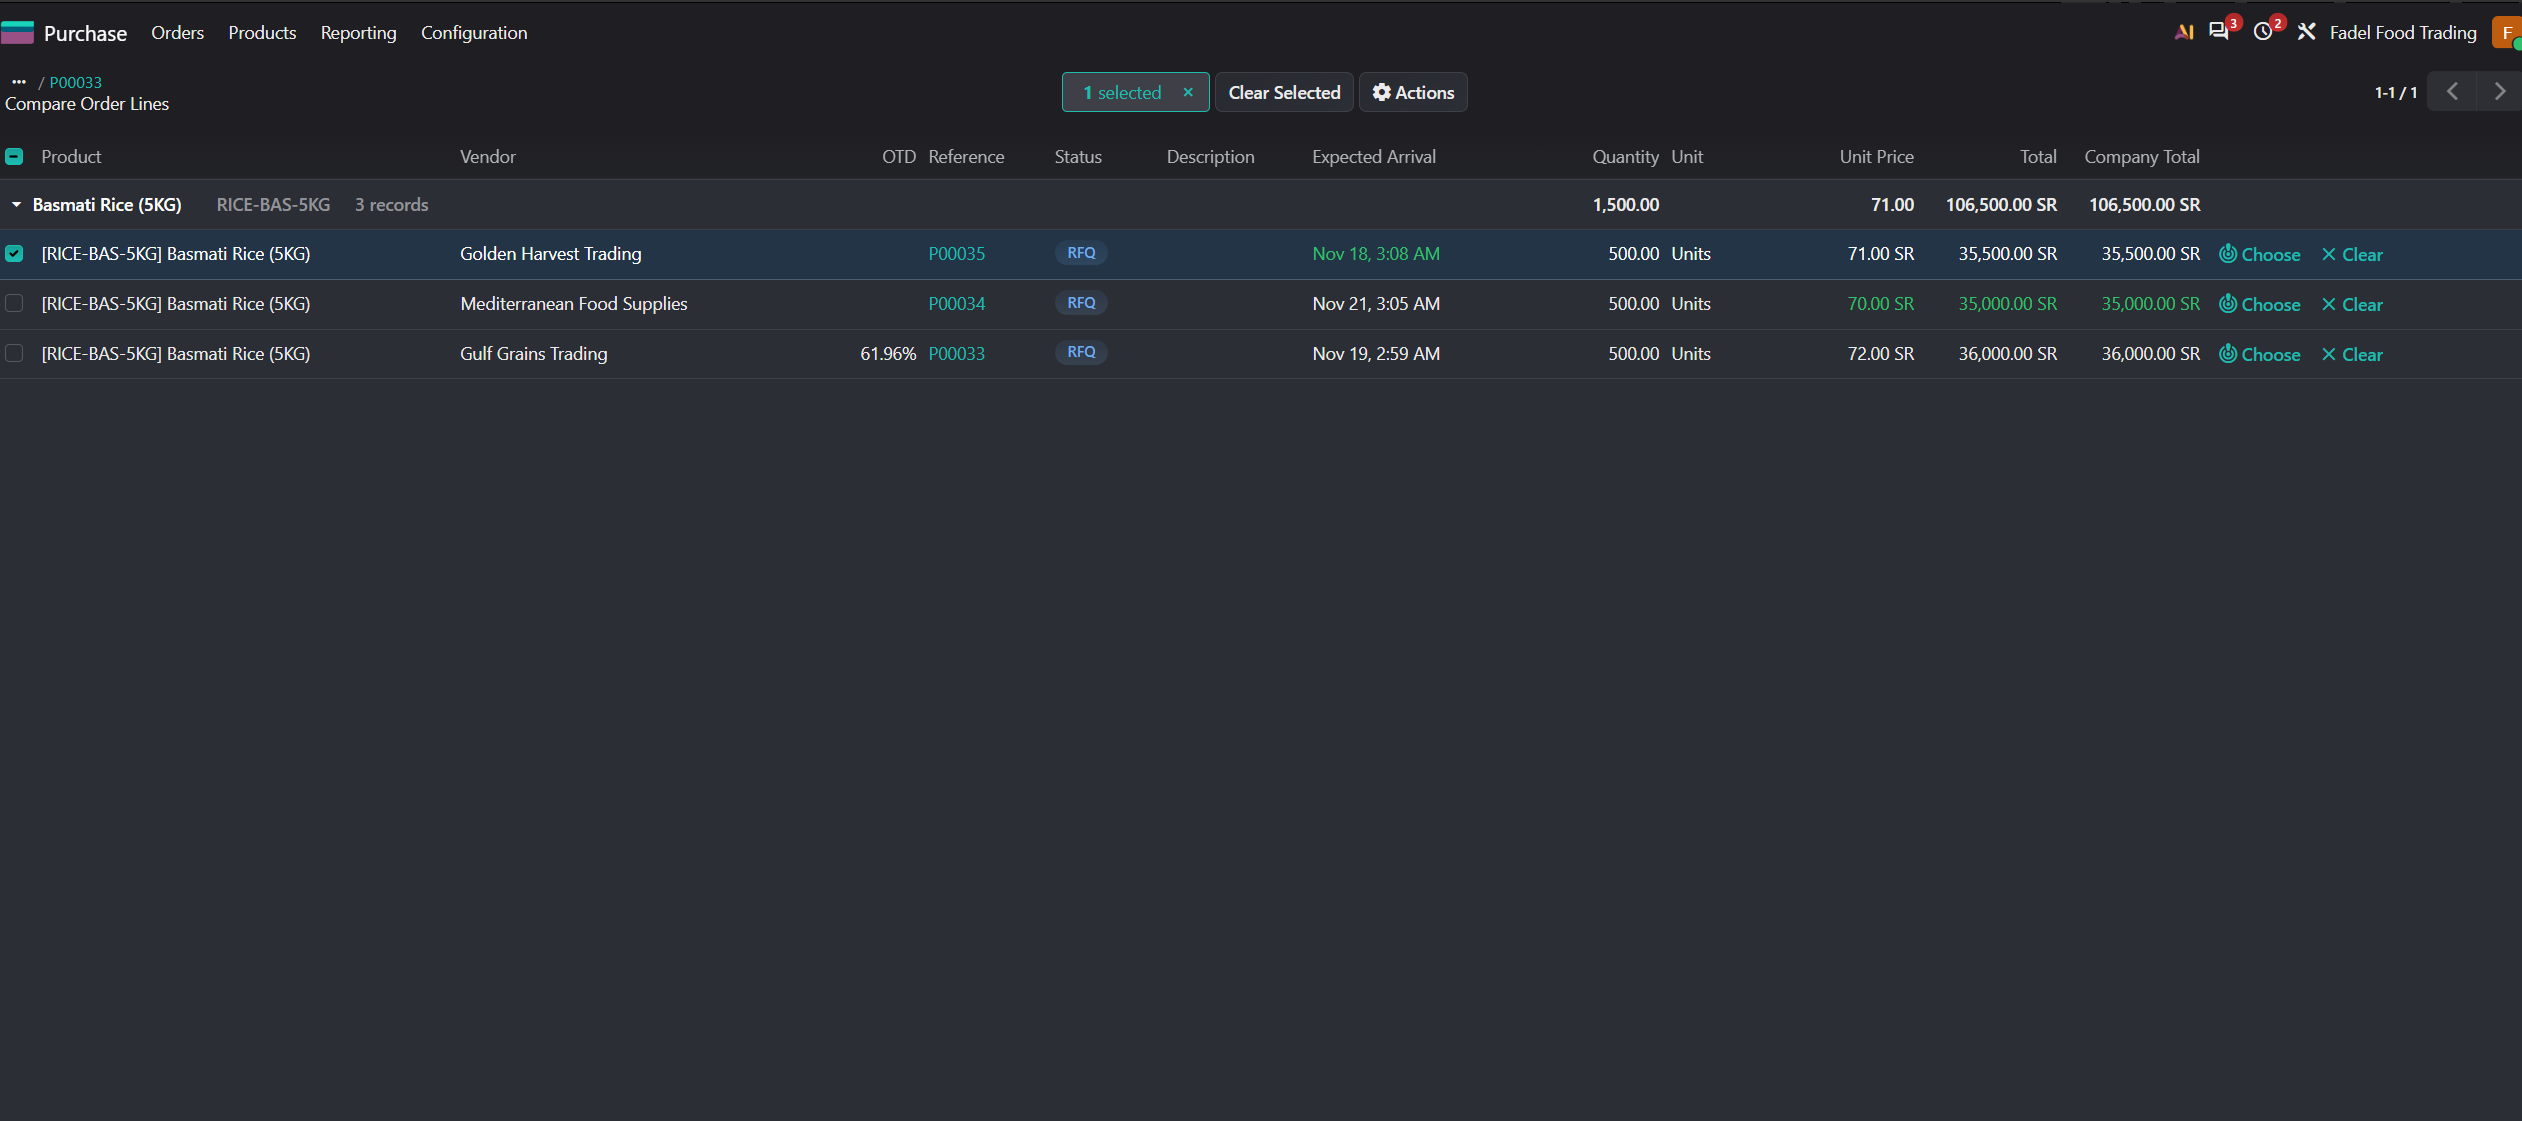 Purchase Orders Products Reporting Configuration AI 3 2 Fadel Food Trading F
... / P00033
Compare Order Lines
1 selected × Clear Selected Actions 1-1 / 1
Product Vendor OTD Reference Status Description Expected Arrival Quantity Unit Unit Price Total Company Total
Basmati Rice (5KG) RICE-BAS-5KG 3 records 1,500.00 71.00 106,500.00 SR 106,500.00 SR
[RICE-BAS-5KG] Basmati Rice (5KG) Golden Harvest Trading P00035 RFQ Nov 18, 3:08 AM 500.00 Units 71.00 SR 35,500.00 SR 35,500.00 SR Choose × Clear
[RICE-BAS-5KG] Basmati Rice (5KG) Mediterranean Food Supplies P00034 RFQ Nov 21, 3:05 AM 500.00 Units 70.00 SR 35,000.00 SR 35,000.00 SR Choose × Clear
[RICE-BAS-5KG] Basmati Rice (5KG) Gulf Grains Trading 61.96% P00033 RFQ Nov 19, 2:59 AM 500.00 Units 72.00 SR 36,000.00 SR 36,000.00 SR Choose × Clear